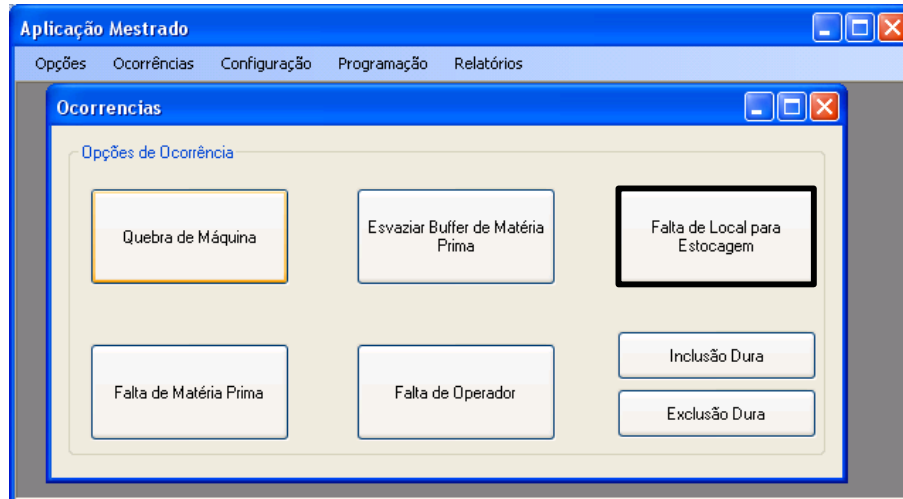 Aplicação Mestrado
Opções Ocorrências Configuração Programação Relatórios
Ocorrencias
Opções de Ocorrência
Quebra de Máquina
Esvaziar Buffer de Matéria
Prima
Falta de Local para
Estocagem
Falta de Matéria Prima
Falta de Operador
Inclusão Dura
Exclusão Dura